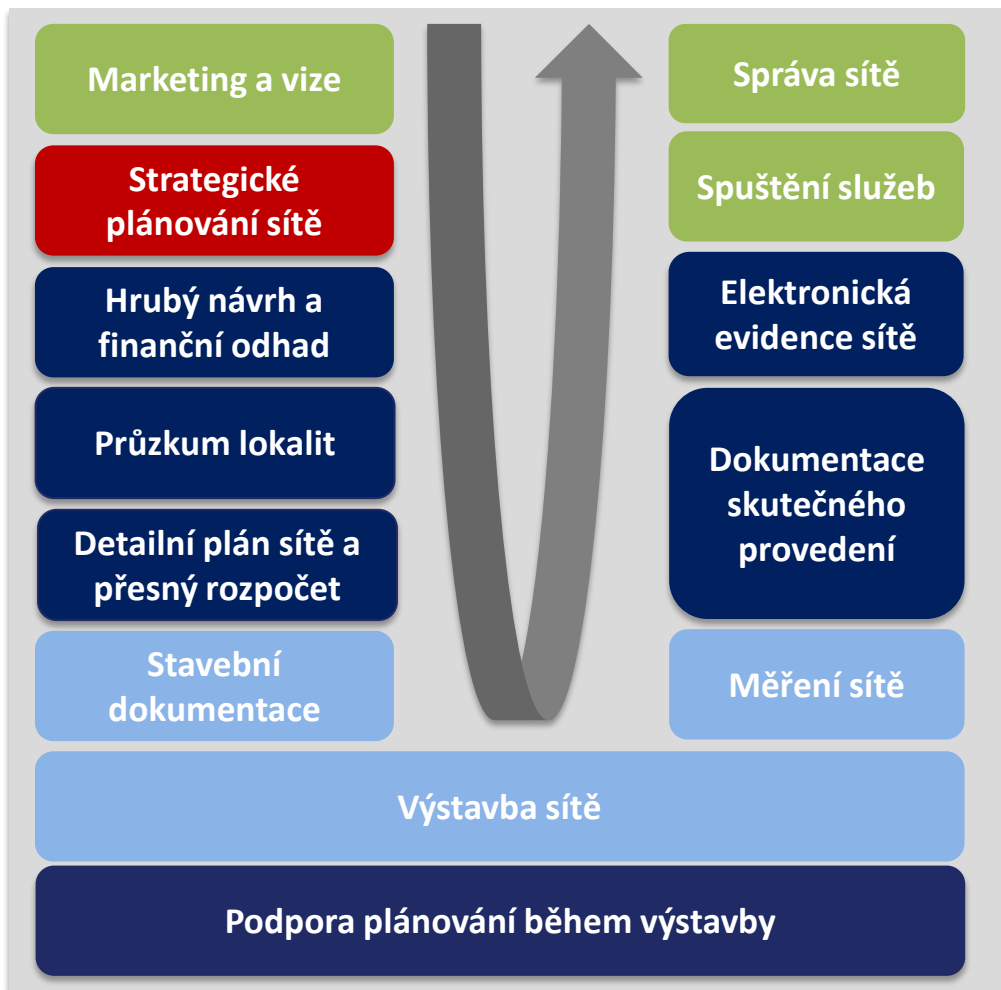 Marketing a vize
Strategické
plánování sítě
Hrubý návrh a
finanční odhad
Průzkum lokalit
Detailní plán sítě a
přesný rozpočet
Stavební
dokumentace
Správa sítě
Spuštění služeb
Elektronická
evidence sítě
Dokumentace
skutečného
provedení
Měření sítě
Výstavba sítě
Podpora plánování během výstavby